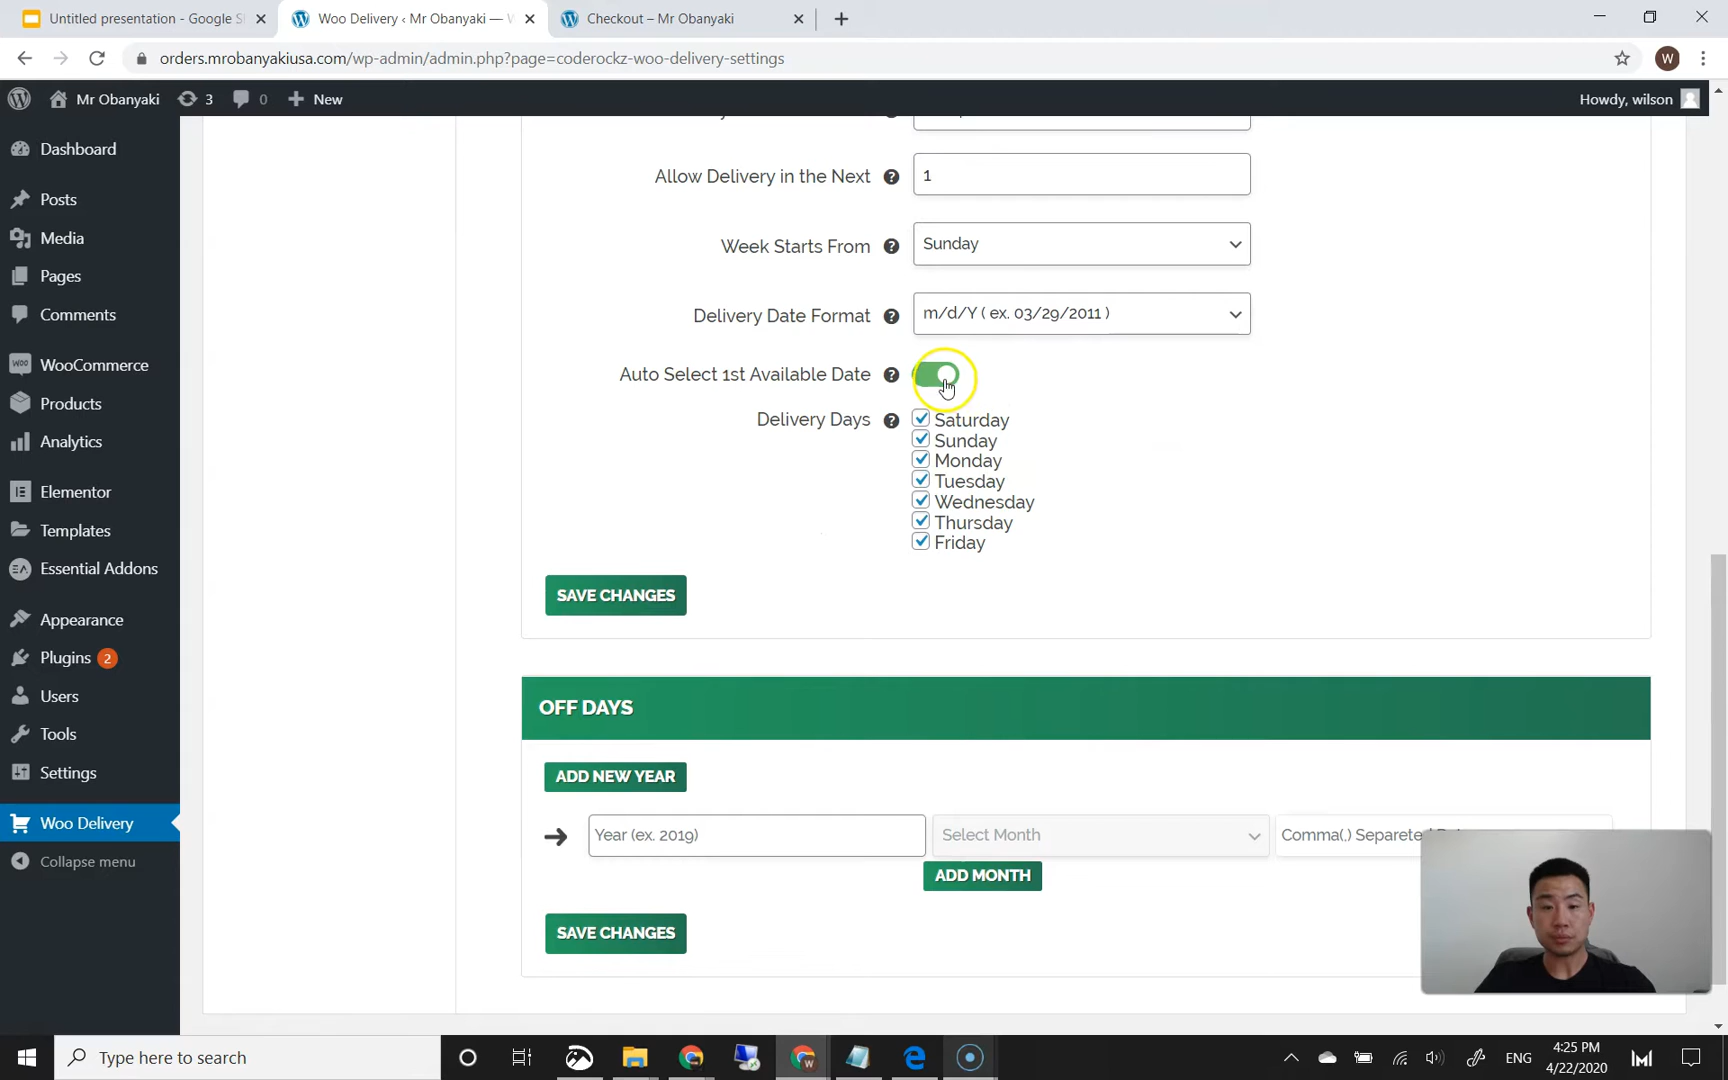 Untitled presentation - Google S
Woo Delivery ‹ Mr Obanyaki — W
Checkout – Mr Obanyaki
orders.mrobanyakiusa.com/wp-admin/admin.php?page=coderockz-woo-delivery-settings
W
Mr Obanyaki
3
0
New
Howdy, wilson
Dashboard
Posts
Media
Pages
Comments
WooCommerce
Products
Analytics
Elementor
Templates
Essential Addons
Appearance
Plugins 2
Users
Tools
Settings
Woo Delivery
Collapse menu
Allow Delivery in the Next
1
Week Starts From
Sunday
Delivery Date Format
m/d/Y ( ex. 03/29/2011 )
Auto Select 1st Available Date
Delivery Days
Saturday
Sunday
Monday
Tuesday
Wednesday
Thursday
Friday
SAVE CHANGES
OFF DAYS
ADD NEW YEAR
Year (ex. 2019)
Select Month
Comma(,) Separeted
ADD MONTH
SAVE CHANGES
Type here to search
ENG
4:25 PM
4/22/2020